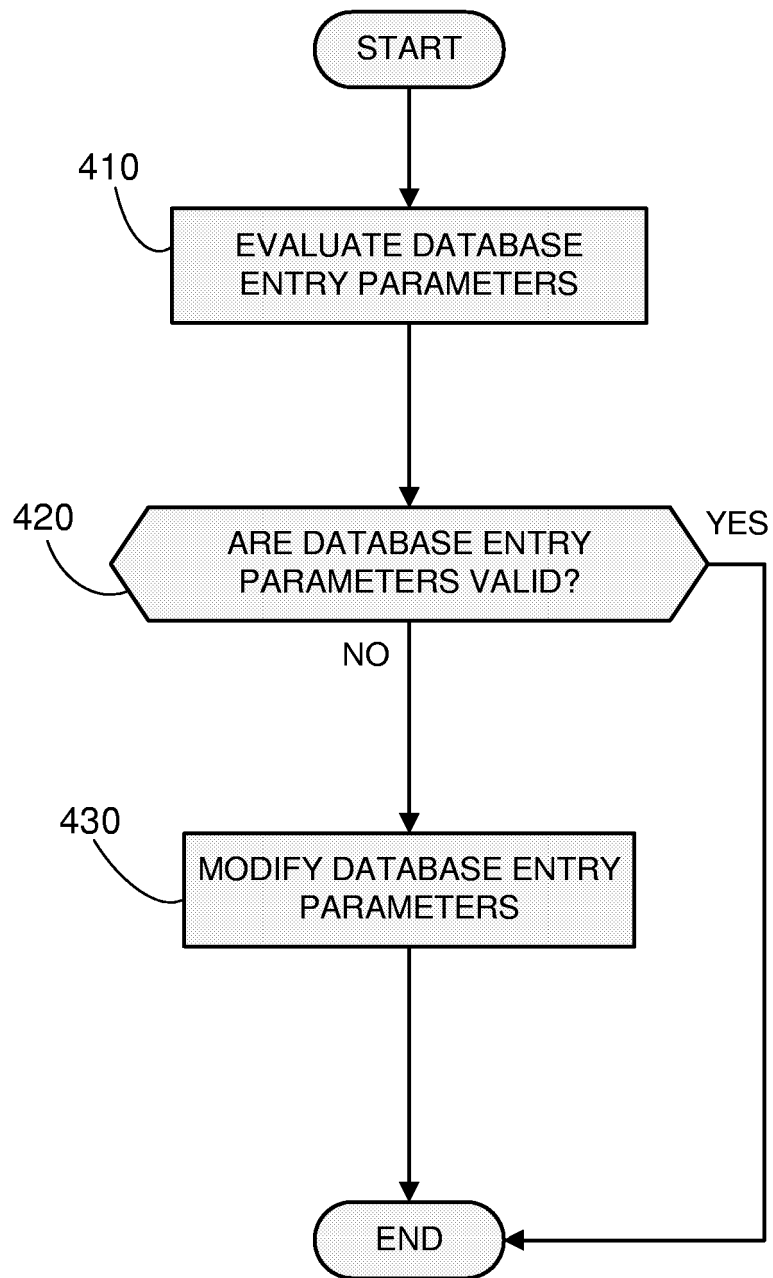 START
410
EVALUATE DATABASE
ENTRY PARAMETERS
420
ARE DATABASE ENTRY
PARAMETERS VALID?
YES
NO
430
MODIFY DATABASE ENTRY
PARAMETERS
END